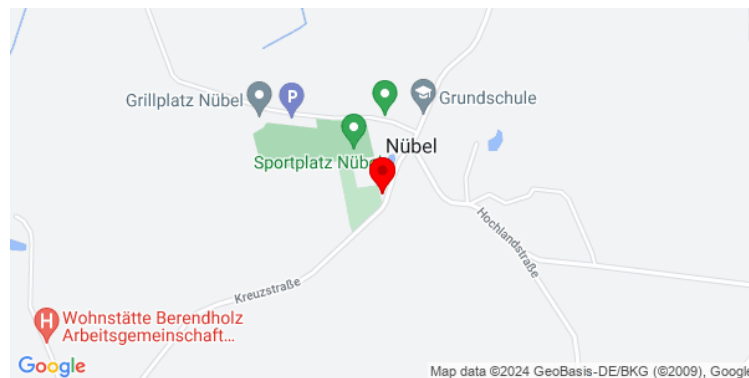 Grillplatz Nübel
P
Grundschule
Nübel
Sportplatz Nübel
Hochlandstraße
Kreuzstraße
H
Wohnstätte Berendholz
Arbeitsgemeinschaft...
Google
Map data ©2024 GeoBasis-DE/BKG (©2009), Google